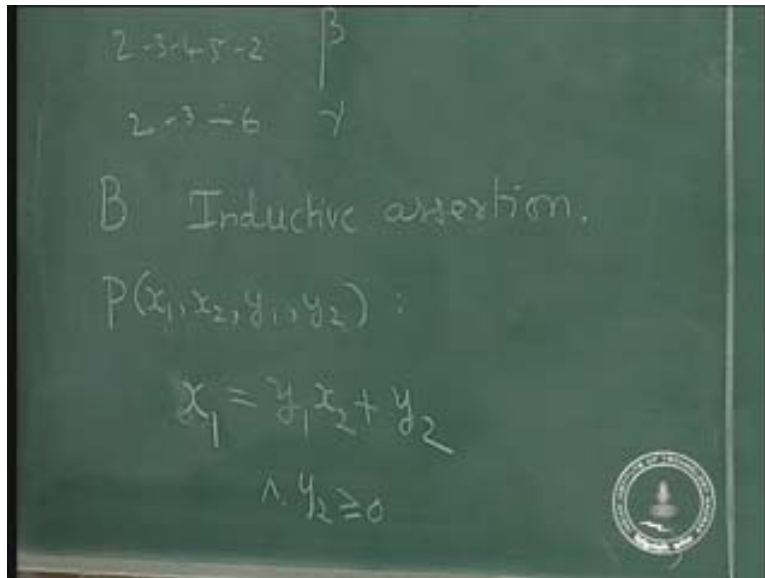 2-3-4-5-2 β
2-3-6 γ
B Inductive assertion.
P(x₁, x₂, y₁, y₂) :
x₁ = y₁x₂ + y₂
∧ y₂ ≥ 0